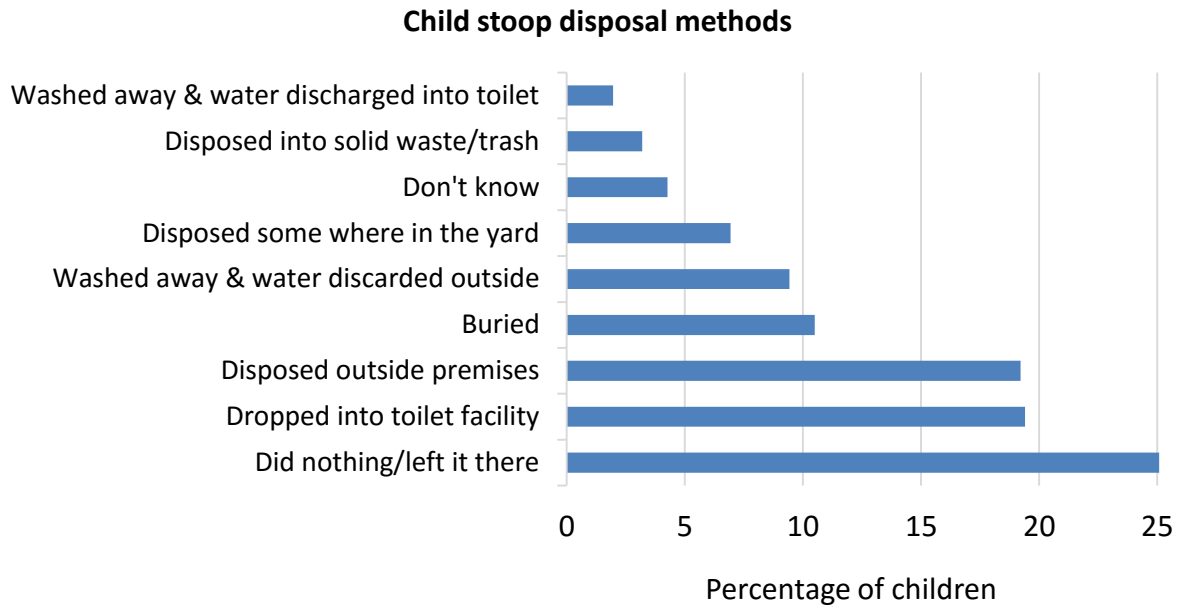 Child stoop disposal methods
Washed away & water discharged into toilet
Disposed into solid waste/trash
Don't know
Disposed some where in the yard
Washed away & water discarded outside
Buried
Disposed outside premises
Dropped into toilet facility
Did nothing/left it there
0 5 10 15 20 25
Percentage of children